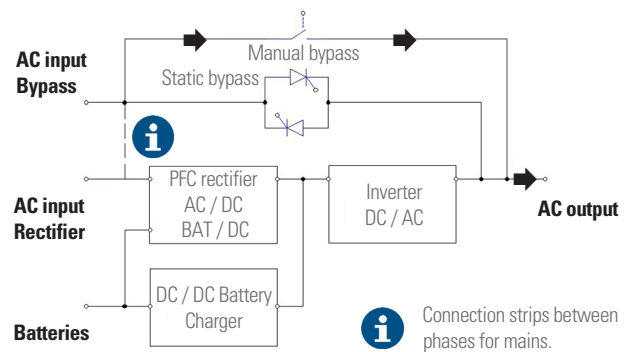 AC input
Bypass
Manual bypass
Static bypass
i
AC input
Rectifier
PFC rectifier
AC / DC
BAT / DC
Inverter
DC / AC
AC output
Batteries
DC / DC Battery
Charger
i
Connection strips between
phases for mains.